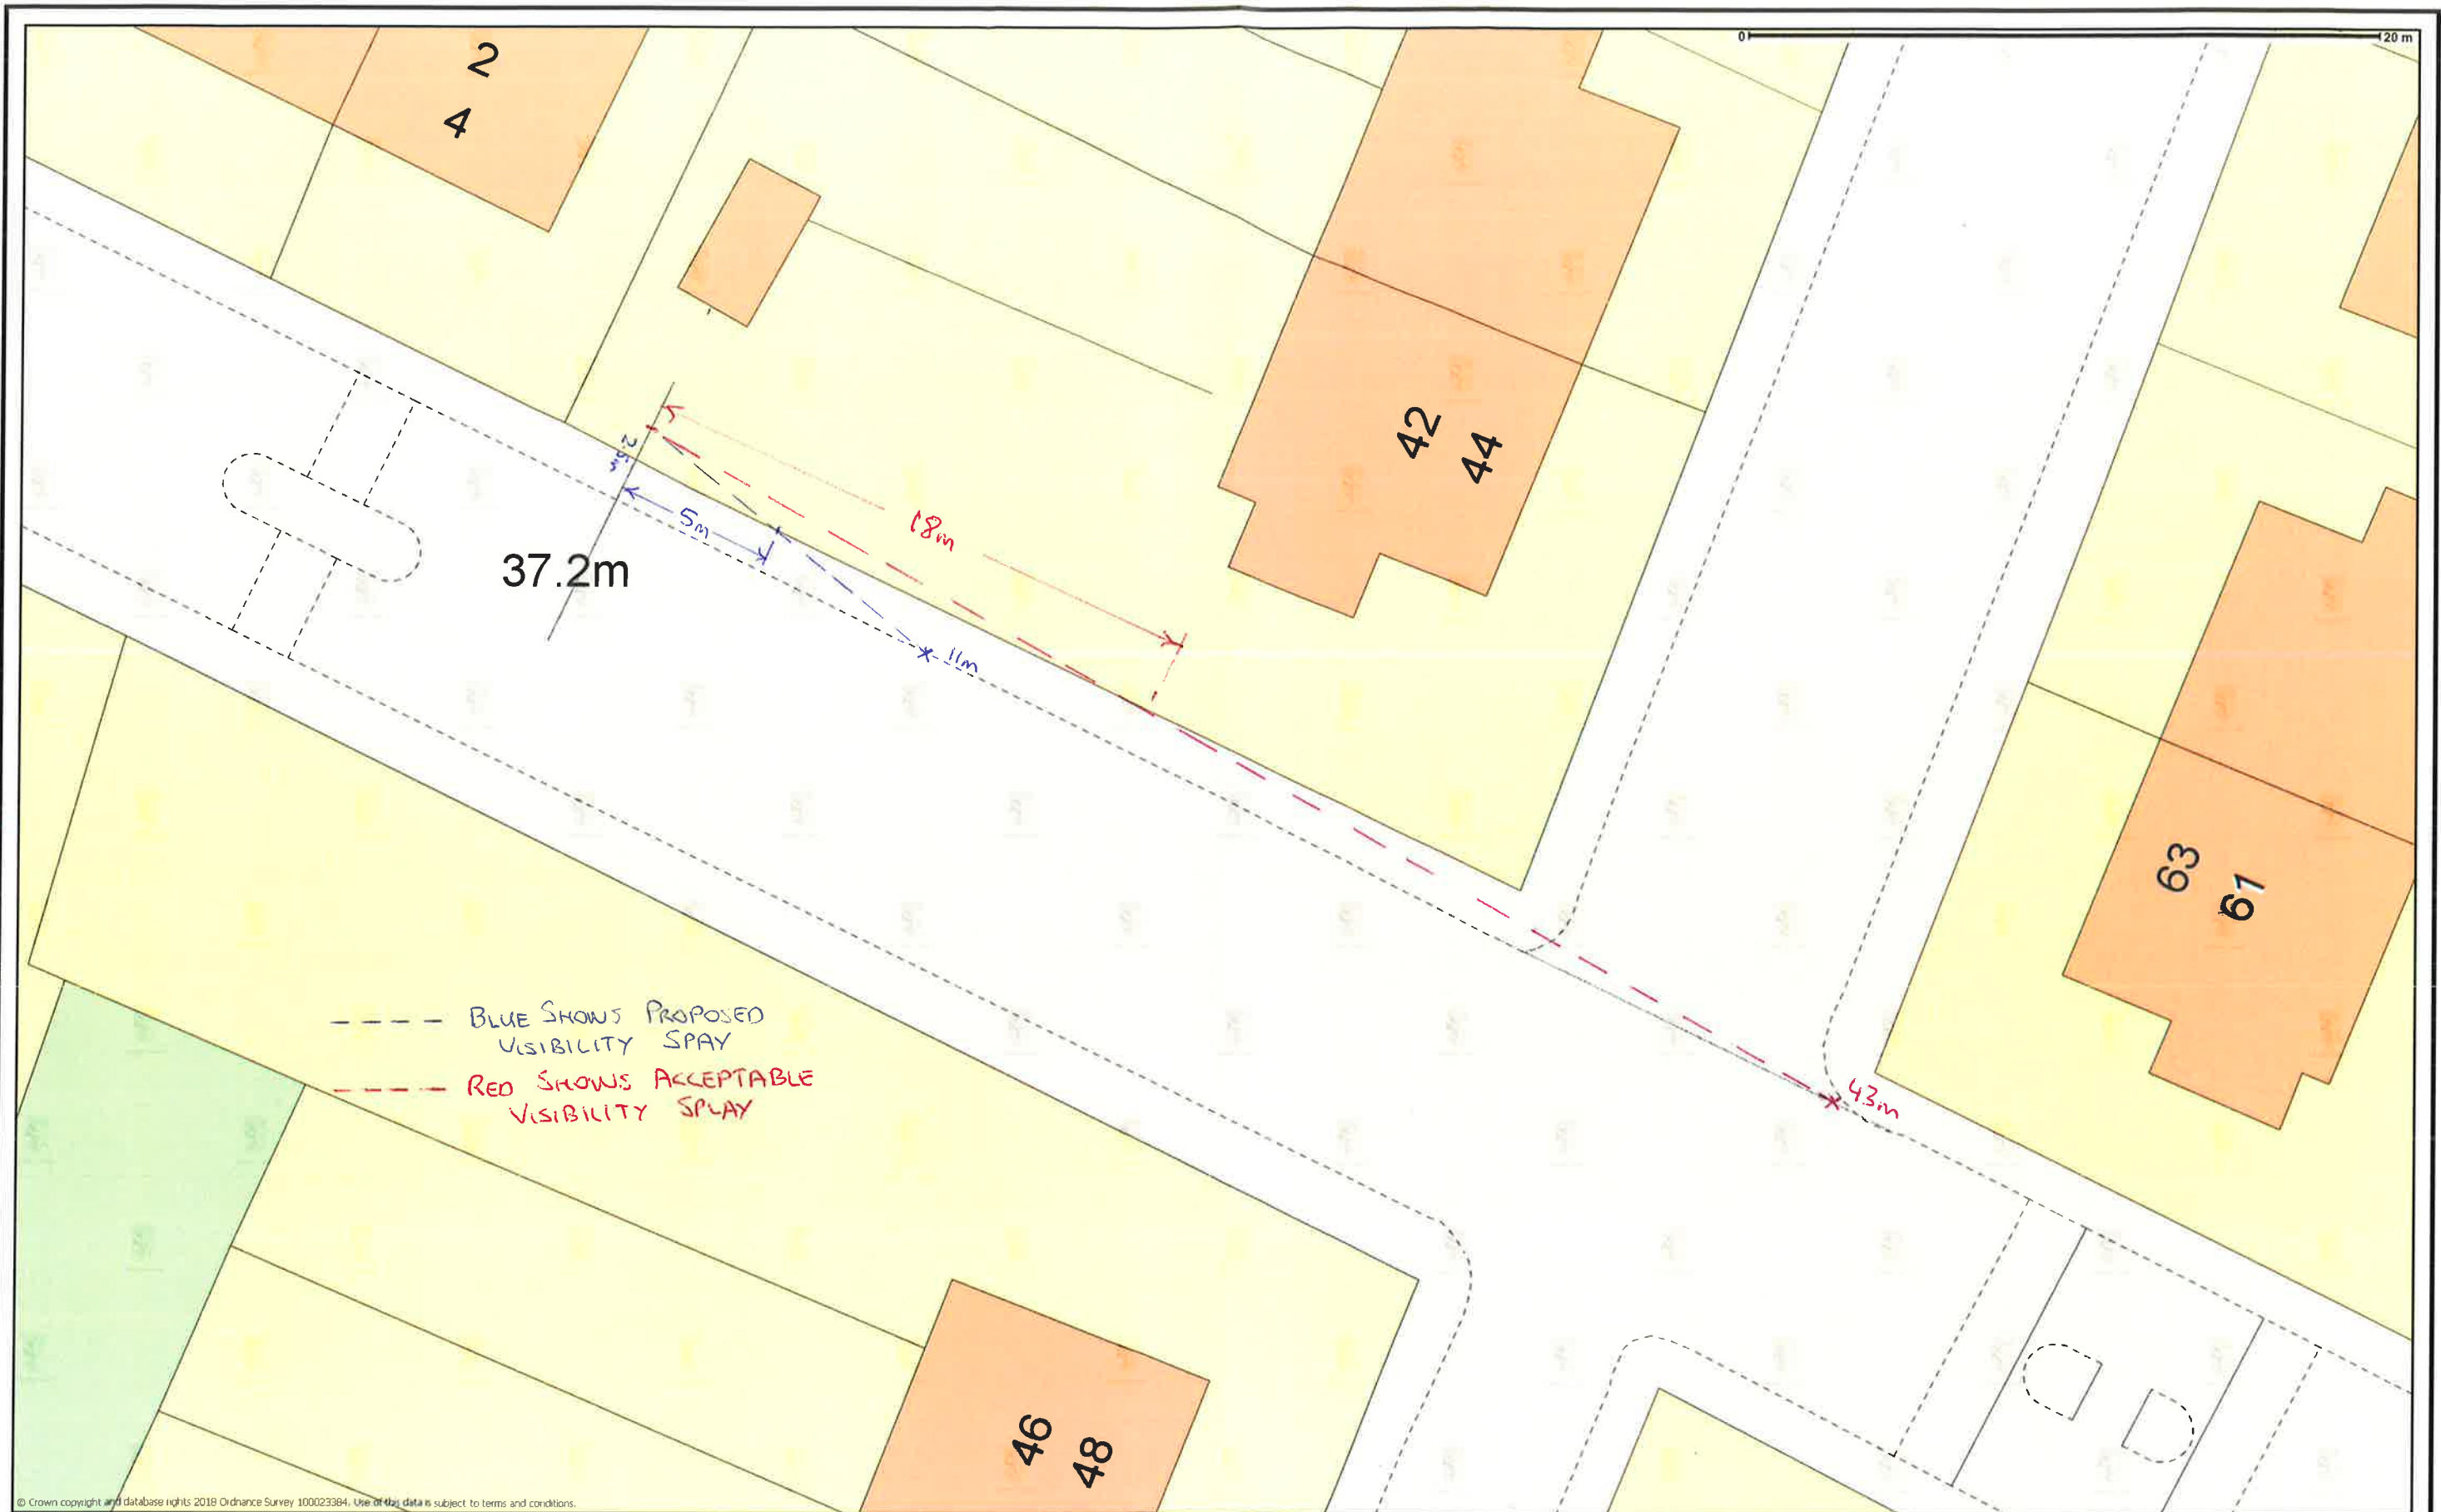 0 20 m
2
4
42
44
2.5m
5m
18m
37.2m
11m
63
61
BLUE SHOWS PROPOSED
VISIBILITY SPAY
RED SHOWS ACCEPTABLE
VISIBILITY SPLAY
43m
46
48
© Crown copyright and database rights 2018 Ordnance Survey 100023384. Use of this data is subject to terms and conditions.